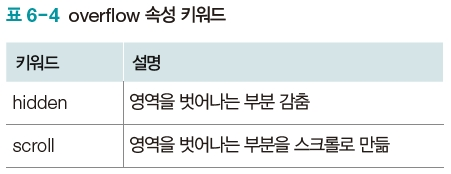 표 6-4 overflow 속성 키워드
키워드 설명
hidden 영역을 벗어나는 부분 감춤
scroll 영역을 벗어나는 부분을 스크롤로 만듦